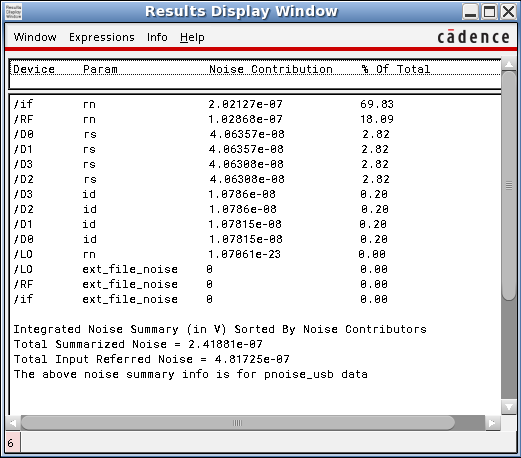 Results Display Window
Window Expressions Info Help cādence
Device Param Noise Contribution % Of Total
/if rn 2.02127e-07 69.83
/RF rn 1.02868e-07 18.09
/D0 rs 4.06357e-08 2.82
/D1 rs 4.06357e-08 2.82
/D3 rs 4.06308e-08 2.82
/D2 rs 4.06308e-08 2.82
/D3 id 1.0786e-08 0.20
/D2 id 1.0786e-08 0.20
/D1 id 1.07815e-08 0.20
/D0 id 1.07815e-08 0.20
/LO rn 1.07061e-23 0.00
/LO ext_file_noise 0 0.00
/RF ext_file_noise 0 0.00
/if ext_file_noise 0 0.00
Integrated Noise Summary (in V) Sorted By Noise Contributors
Total Summarized Noise = 2.41881e-07
Total Input Referred Noise = 4.81725e-07
The above noise summary info is for pnoise_usb data
6